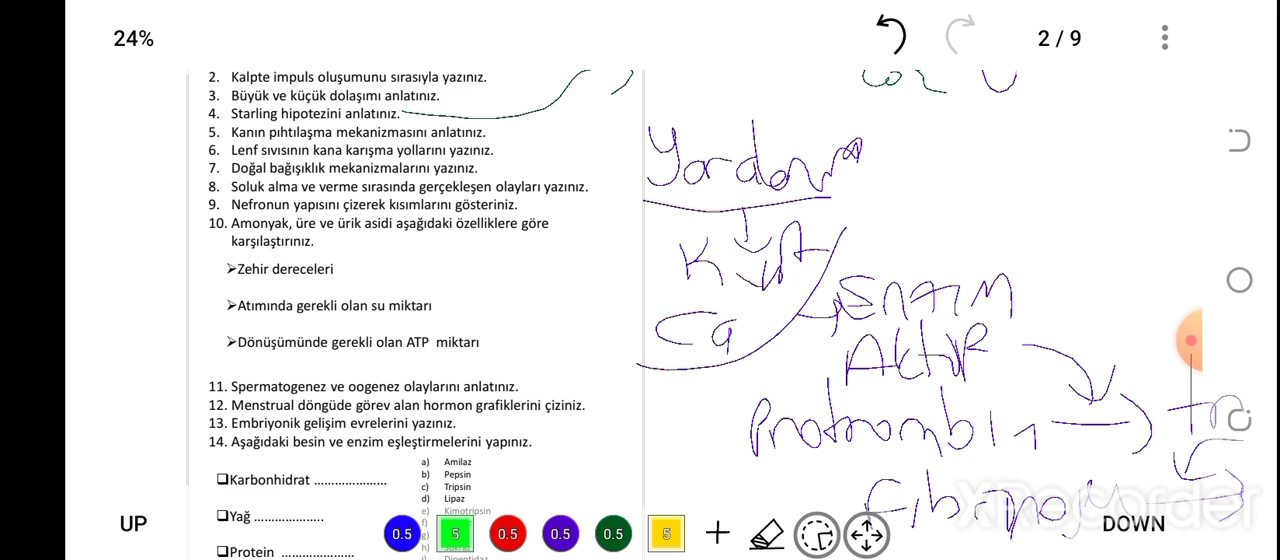 24%
2 / 9
2. Kalpte impuls oluşumunu sırasıyla yazınız.
3. Büyük ve küçük dolaşımı anlatınız.
4. Starling hipotezini anlatınız.
5. Kanın pıhtılaşma mekanizmasını anlatınız.
6. Lenf sıvısının kana karışma yollarını yazınız.
7. Doğal bağışıklık mekanizmalarını yazınız.
8. Soluk alma ve verme sırasında gerçekleşen olayları yazınız.
9. Nefronun yapısını çizerek kısımlarını gösteriniz.
10. Amonyak, üre ve ürik asidi aşağıdaki özelliklere göre
karşılaştırınız.
➤Zehir dereceleri
➤Atımında gerekli olan su miktarı
➤Dönüşümünde gerekli olan ATP miktarı
11. Spermatogenez ve oogenez olaylarını anlatınız.
12. Menstrual döngüde görev alan hormon grafiklerini çiziniz.
13. Embriyonik gelişim evrelerini yazınız.
14. Aşağıdaki besin ve enzim eşleştirmelerini yapınız.
❑Karbonhidrat .....................
❑Yağ ....................
❑Protein .....................
a) Amilaz
b) Pepsin
c) Tripsin
d) Lipaz
e) Kimotripsin
f)
g)
h)
K vit
Ca
Enzim
Aktif
Protrombin
UP
0.5
5
0.5
0.5
0.5
5
DOWN
XRecorder